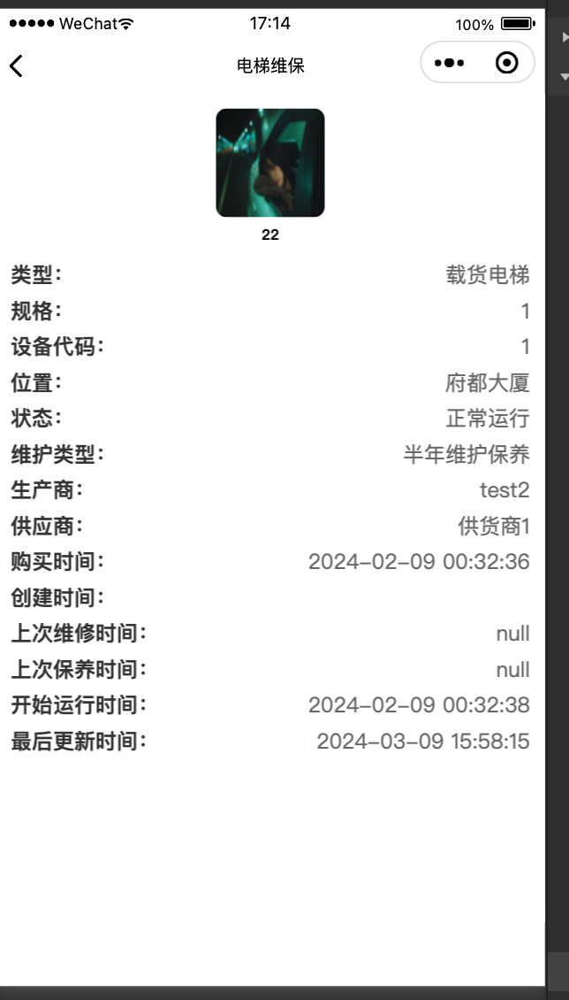 WeChat 17:14 100%
电梯维保
22
类型: 载货电梯
规格: 1
设备代码: 1
位置: 府都大厦
状态: 正常运行
维护类型: 半年维护保养
生产商: test2
供应商: 供货商1
购买时间: 2024-02-09 00:32:36
创建时间:
上次维修时间: null
上次保养时间: null
开始运行时间: 2024-02-09 00:32:38
最后更新时间: 2024-03-09 15:58:15